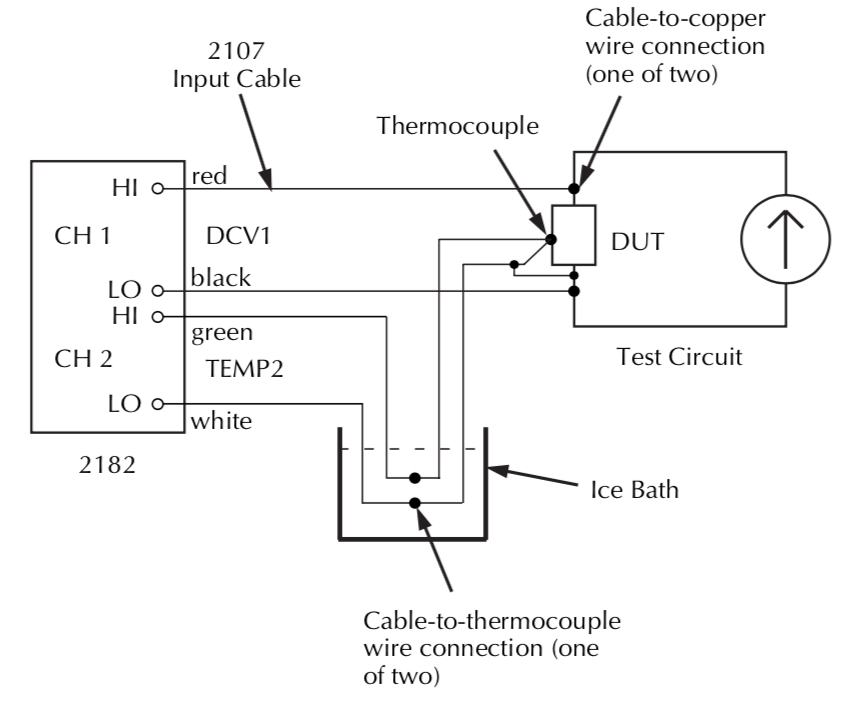 Cable-to-copper
wire connection
(one of two)
2107
Input Cable
Thermocouple
HI
red
CH 1
DCV1
DUT
LO
black
HI
green
Test Circuit
CH 2
TEMP2
LO
white
2182
Ice Bath
Cable-to-thermocouple
wire connection (one
of two)